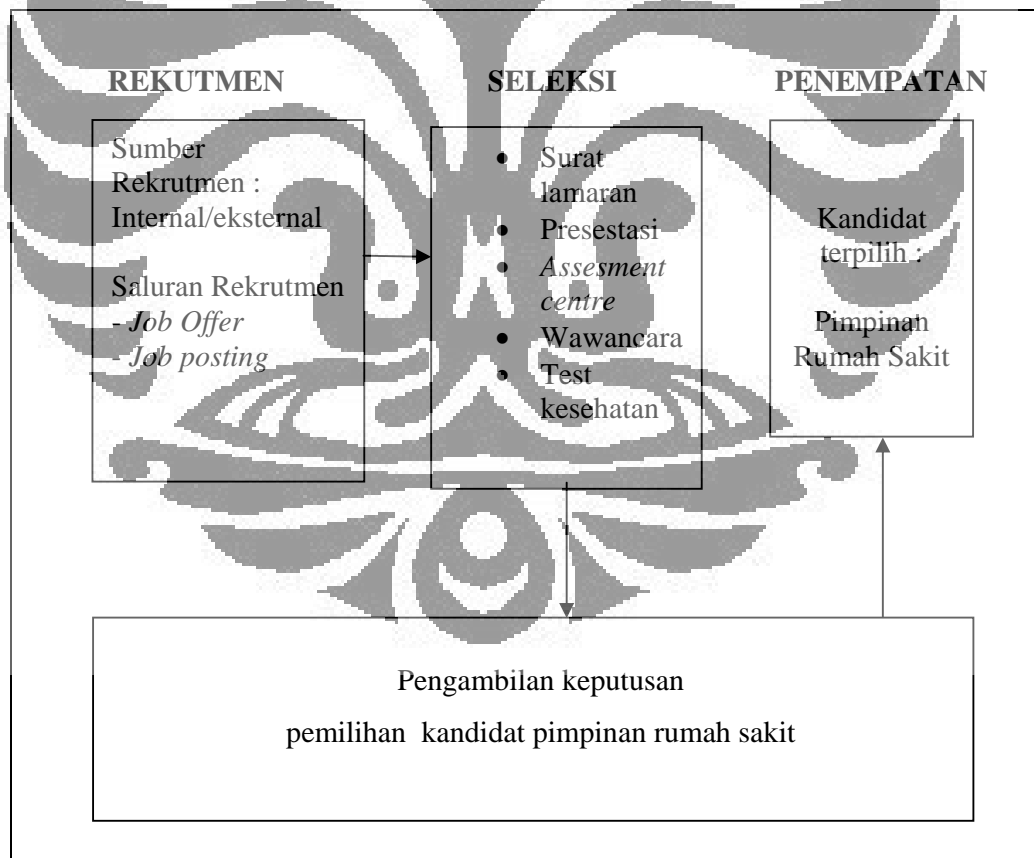 REKUTMEN
SELEKSI
PENEMPATAN
Sumber
Rekrutmen :
Internal/eksternal
Saluran Rekrutmen
- Job Offer
- Job posting
• Surat
lamaran
• Presestasi
• Assesment
centre
• Wawancara
• Test
kesehatan
Kandidat
terpilih :
Pimpinan
Rumah Sakit
Pengambilan keputusan
pemilihan kandidat pimpinan rumah sakit